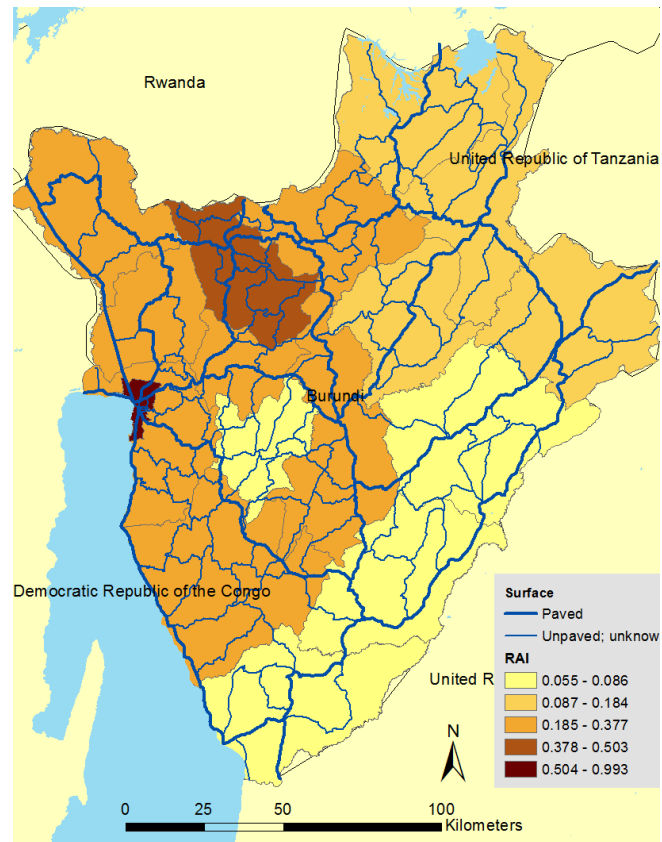 Rwanda
United Republic of Tanzania
Burundi
Democratic Republic of the Congo
United R
Surface
Paved
Unpaved; unknow
RAI
0.055 - 0.086
0.087 - 0.184
0.185 - 0.377
0.378 - 0.503
0.504 - 0.993
N
0 25 50 100
Kilometers